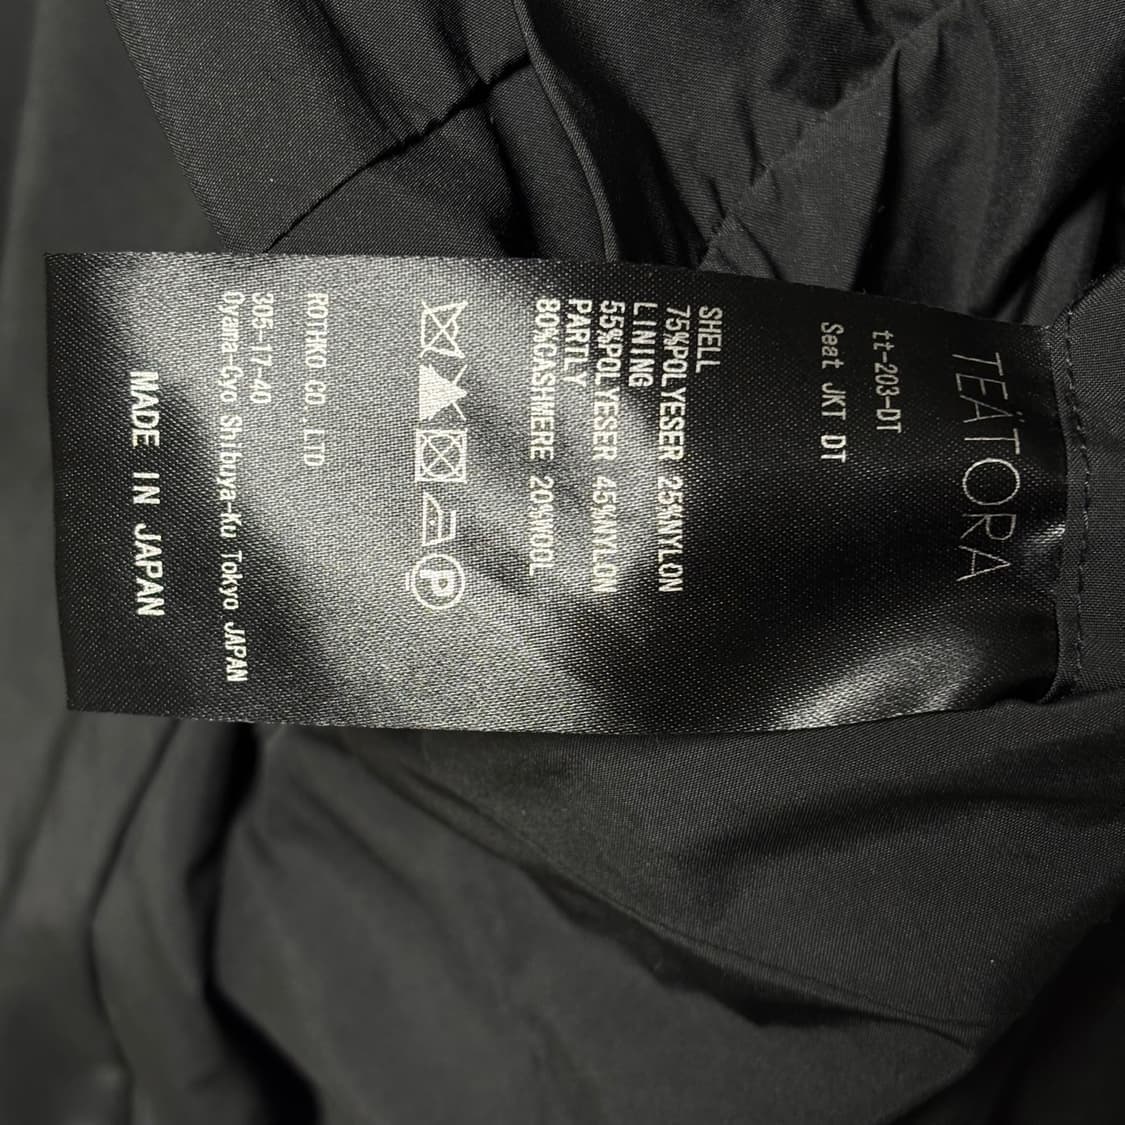 TEÄTORA
tt-203-DT
Seat JKT DT
SHELL
75%POLYESER 25%NYLON
LINING
55%POLYESER 45%NYLON
PARTLY
80%CASHMERE 20%WOOL
P
ROTHKO CO.,LTD
305-17-40
Oyama-Cyo Shibuya-Ku Tokyo JAPAN
MADE IN JAPAN